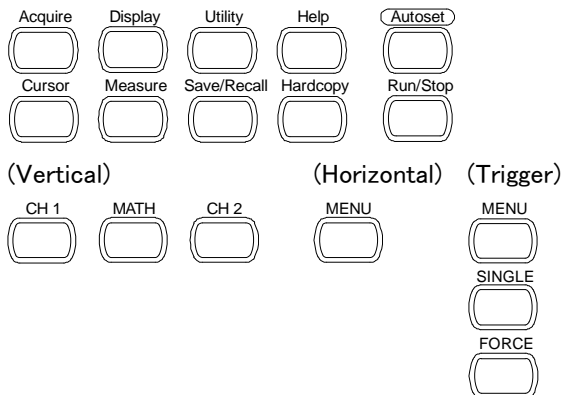 Acquire Display Utility Help Autoset
Cursor Measure Save/Recall Hardcopy Run/Stop
(Vertical) (Horizontal) (Trigger)
CH 1 MATH CH 2 MENU MENU
SINGLE
FORCE